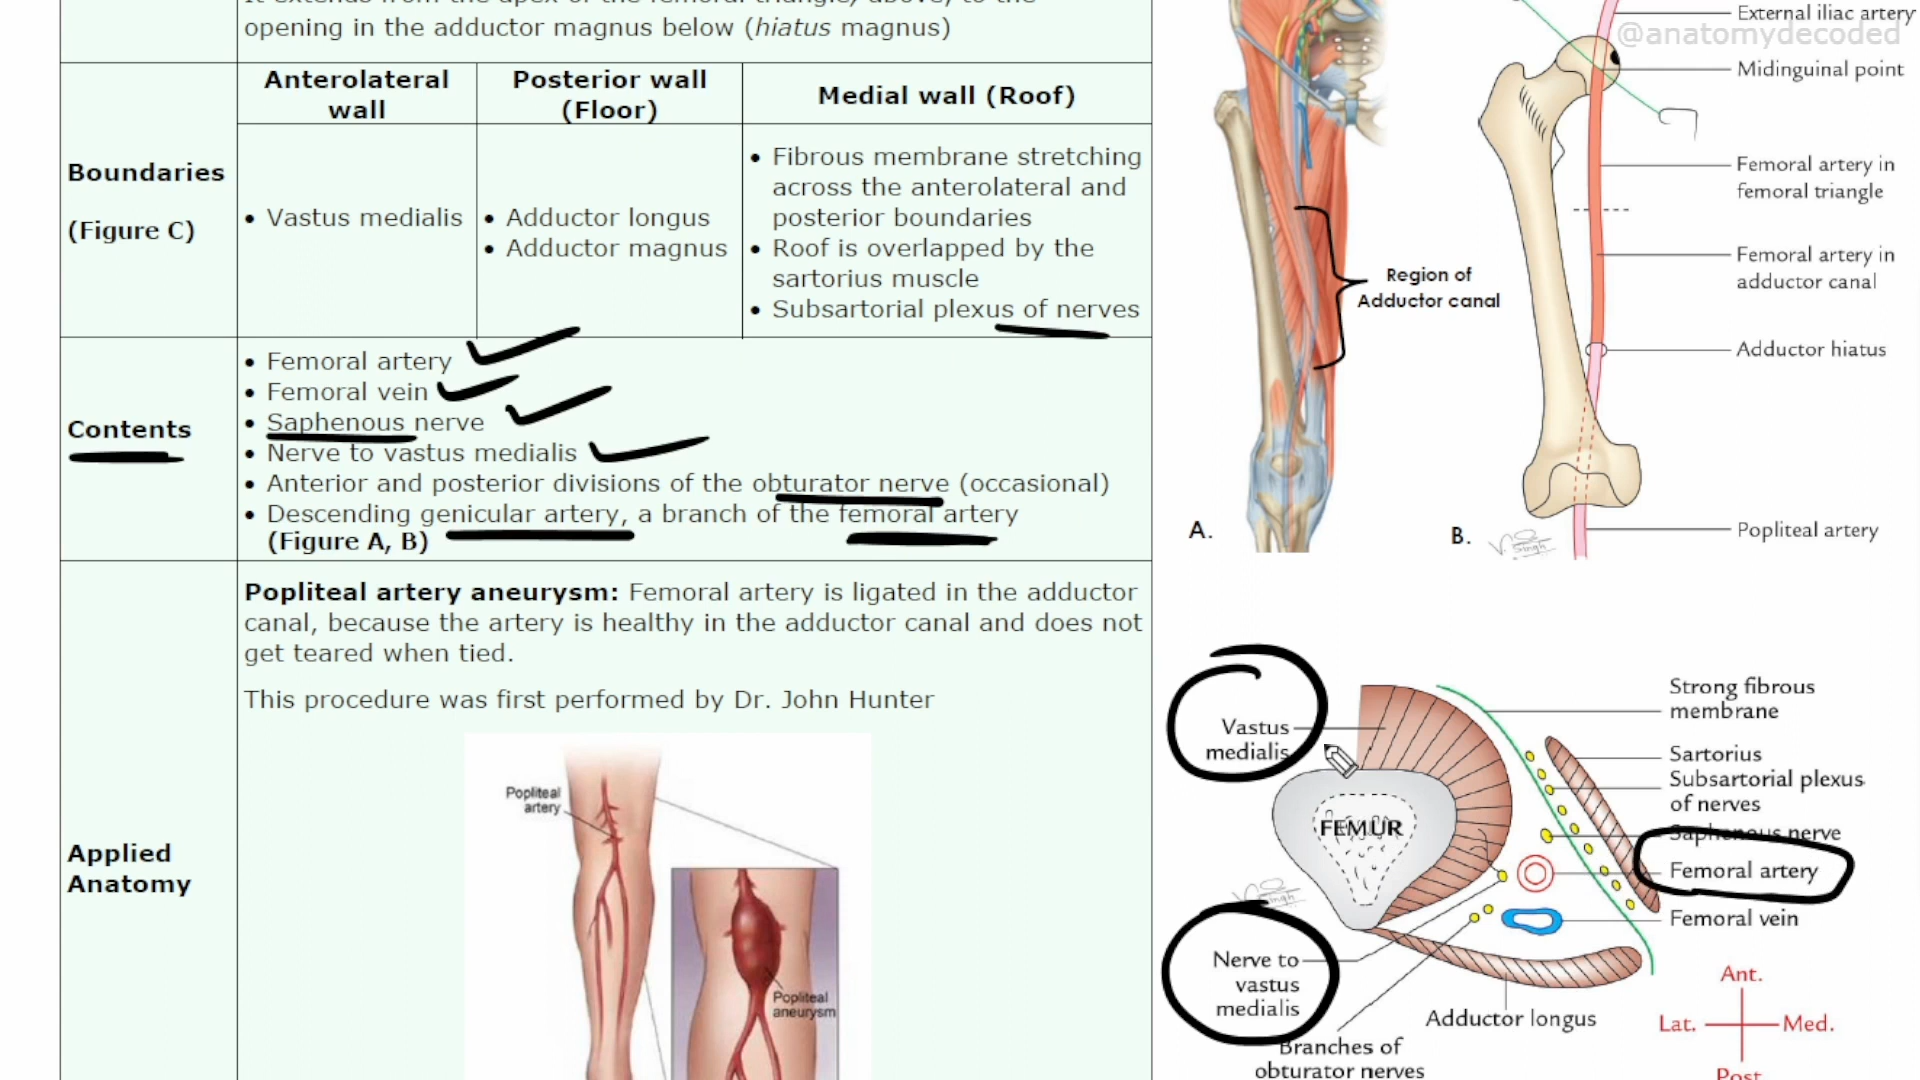 opening in the adductor magnus below (hiatus magnus)
Anterolateral wall
Posterior wall (Floor)
Medial wall (Roof)
Boundaries
(Figure C)
• Vastus medialis
• Adductor longus
• Adductor magnus
• Fibrous membrane stretching
across the anterolateral and
posterior boundaries
• Roof is overlapped by the
sartorius muscle
• Subsartorial plexus of nerves
Contents
• Femoral artery
• Femoral vein
• Saphenous nerve
• Nerve to vastus medialis
• Anterior and posterior divisions of the obturator nerve (occasional)
• Descending genicular artery, a branch of the femoral artery
(Figure A, B)
Applied
Anatomy
Popliteal artery aneurysm: Femoral artery is ligated in the adductor
canal, because the artery is healthy in the adductor canal and does not
get teared when tied.
This procedure was first performed by Dr. John Hunter
Popliteal
artery
Popliteal
aneurysm
Region of
Adductor canal
A.
External iliac artery
@anatomydecoded
Midinguinal point
Femoral artery in
femoral triangle
Femoral artery in
adductor canal
Adductor hiatus
Popliteal artery
B.
Vastus
medialis
FEMUR
Nerve to
vastus
medialis
Branches of
obturator nerves
Adductor longus
Strong fibrous
membrane
Sartorius
Subsartorial plexus
of nerves
Saphenous nerve
Femoral artery
Femoral vein
Ant.
Lat.
Med.
Post.